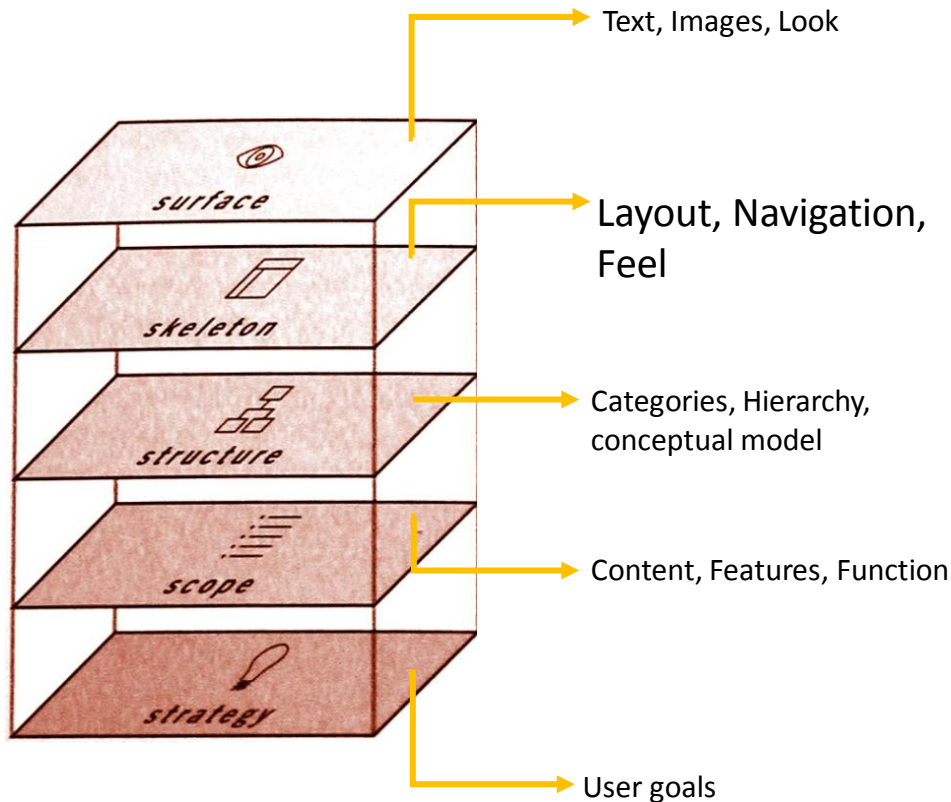 Text, Images, Look
surface
Layout, Navigation,
Feel
skeleton
Categories, Hierarchy,
conceptual model
structure
Content, Features, Function
scope
strategy
User goals